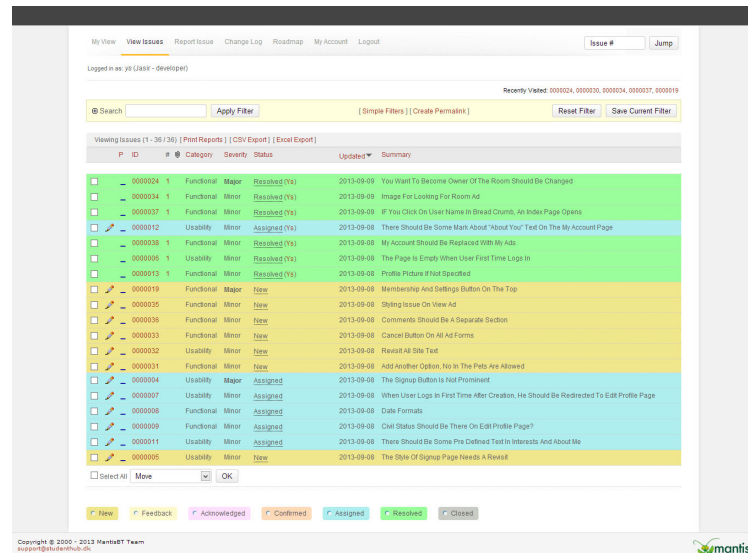 My View View Issues Report Issue Change Log Roadmap My Account Logout Issue # Jump
Logged in as: ys (Jasir - developer)
Recently Visited: 0000024, 0000030, 0000034, 0000037, 0000019
Search Apply Filter [ Simple Filters ] [ Create Permalink ] Reset Filter Save Current Filter
Viewing Issues (1 - 36 / 36) [ Print Reports ] [ CSV Export ] [ Excel Export ]
P ID # Category Severity Status Updated Summary
0000024 1 Functional Major Resolved (Ys) 2013-09-09 You Want To Become Owner Of The Room Should Be Changed
0000034 1 Functional Minor Resolved (Ys) 2013-09-09 Image For Looking For Room Ad
0000037 1 Functional Minor Resolved (Ys) 2013-09-09 IF You Click On User Name In Bread Crumb, An Index Page Opens
0000012 Usability Minor Assigned (Ys) 2013-09-08 There Should Be Some Mark About "About You" Text On The My Account Page
0000038 1 Functional Minor Resolved (Ys) 2013-09-08 My Account Should Be Replaced With My Ads
0000006 1 Usability Minor Resolved (Ys) 2013-09-08 The Page Is Empty When User First Time Logs In
0000013 1 Functional Minor Resolved (Ys) 2013-09-08 Profile Picture If Not Specified
0000019 Functional Major New 2013-09-08 Membership And Settings Button On The Top
0000035 Functional Minor New 2013-09-08 Styling Issue On View Ad
0000036 Functional Minor New 2013-09-08 Comments Should Be A Separate Section
0000033 Functional Minor New 2013-09-08 Cancel Button On All Ad Forms
0000032 Usability Minor New 2013-09-08 Revisit All Site Text
0000031 Functional Minor New 2013-09-08 Add Another Option, No In The Pets Are Allowed
0000004 Usability Major Assigned 2013-09-08 The Signup Button Is Not Prominent
0000007 Usability Minor Assigned 2013-09-08 When User Logs In First Time After Creation, He Should Be Redirected To Edit Profile Page
0000008 Functional Minor Assigned 2013-09-08 Date Formats
0000009 Functional Minor Assigned 2013-09-08 Civil Status Should Be There On Edit Profile Page?
0000011 Usability Minor Assigned 2013-09-08 There Should Be Some Pre Defined Text In Interests And About Me
0000005 Usability Minor New 2013-09-08 The Style Of Signup Page Needs A Revisit
Select All Move OK
New Feedback Acknowledged Confirmed Assigned Resolved Closed
Copyright © 2000 - 2013 MantisBT Team
support@studenthub.dk
mantis